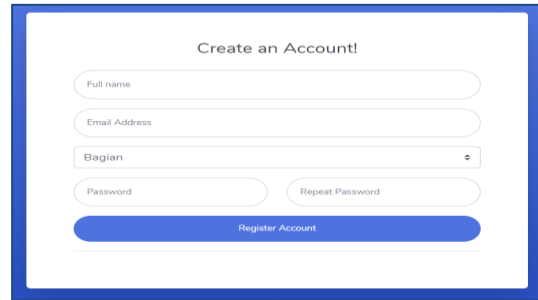 Create an Account!
Full name
Email Address
Bagian
Password Repeat Password
Register Account